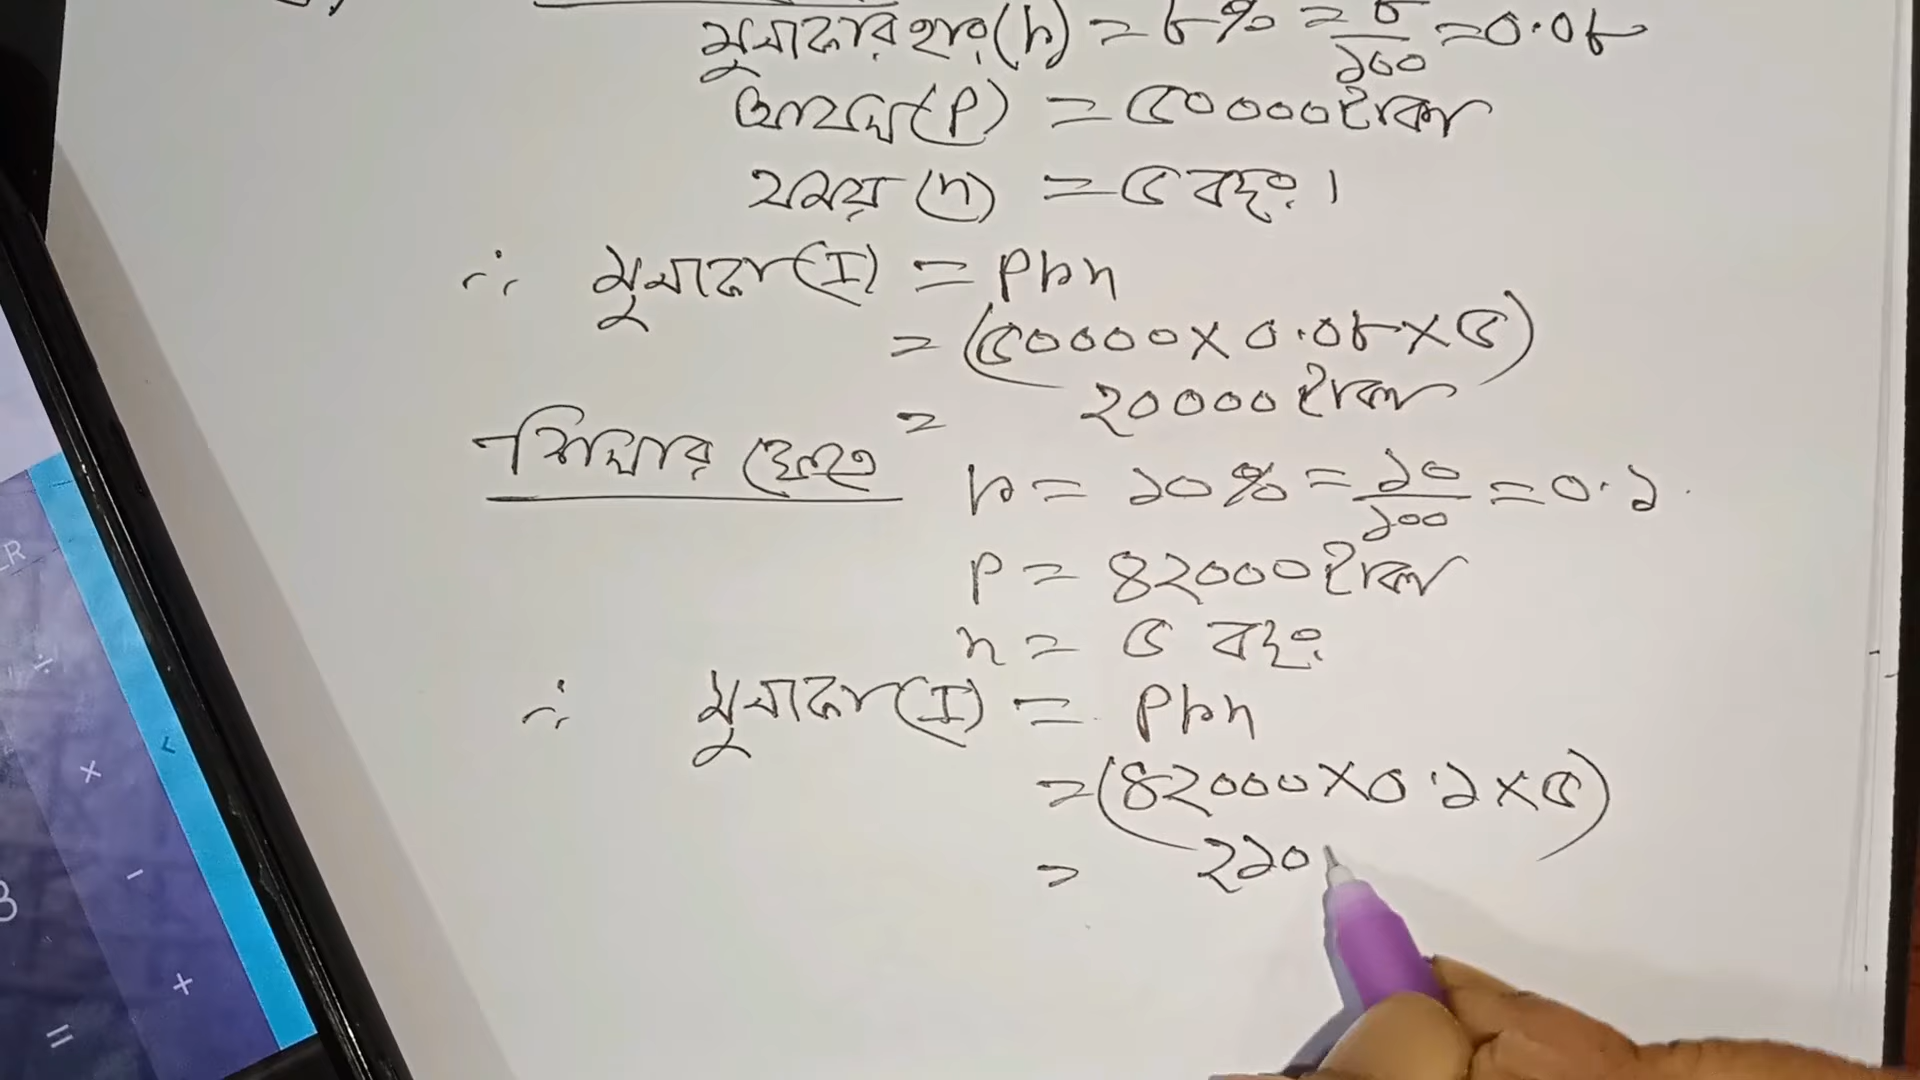 মুনাফার হার (r) = ৮% = ৮/১০০ = ০.০৮
আসল (P) = ৫০০০০ টাকা
সময় (n) = ৫ বছর।
∴ মুনাফা (I) = Prn
= (৫০০০০ × ০.০৮ × ৫)
= ২০০০০ টাকা
r = ১০% = ১০/১০০ = ০.১
P = ৪২০০০ টাকা
n = ৫ বছর
∴ মুনাফা (I) = Prn
= (৪২০০০ × ০.১ × ৫)
= ২১০